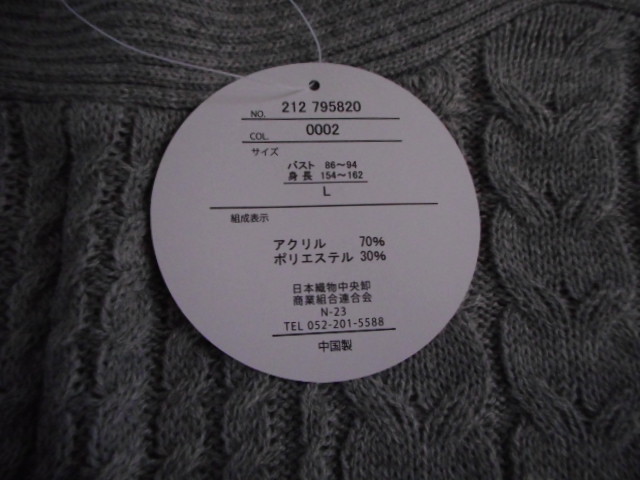 NO. 212 795820
COL. 0002
サイズ
バスト 86～94
身長 154～162
L
組成表示
アクリル 70%
ポリエステル 30%
日本織物中央卸
商業組合連合会
N-23
TEL 052-201-5588
中国製